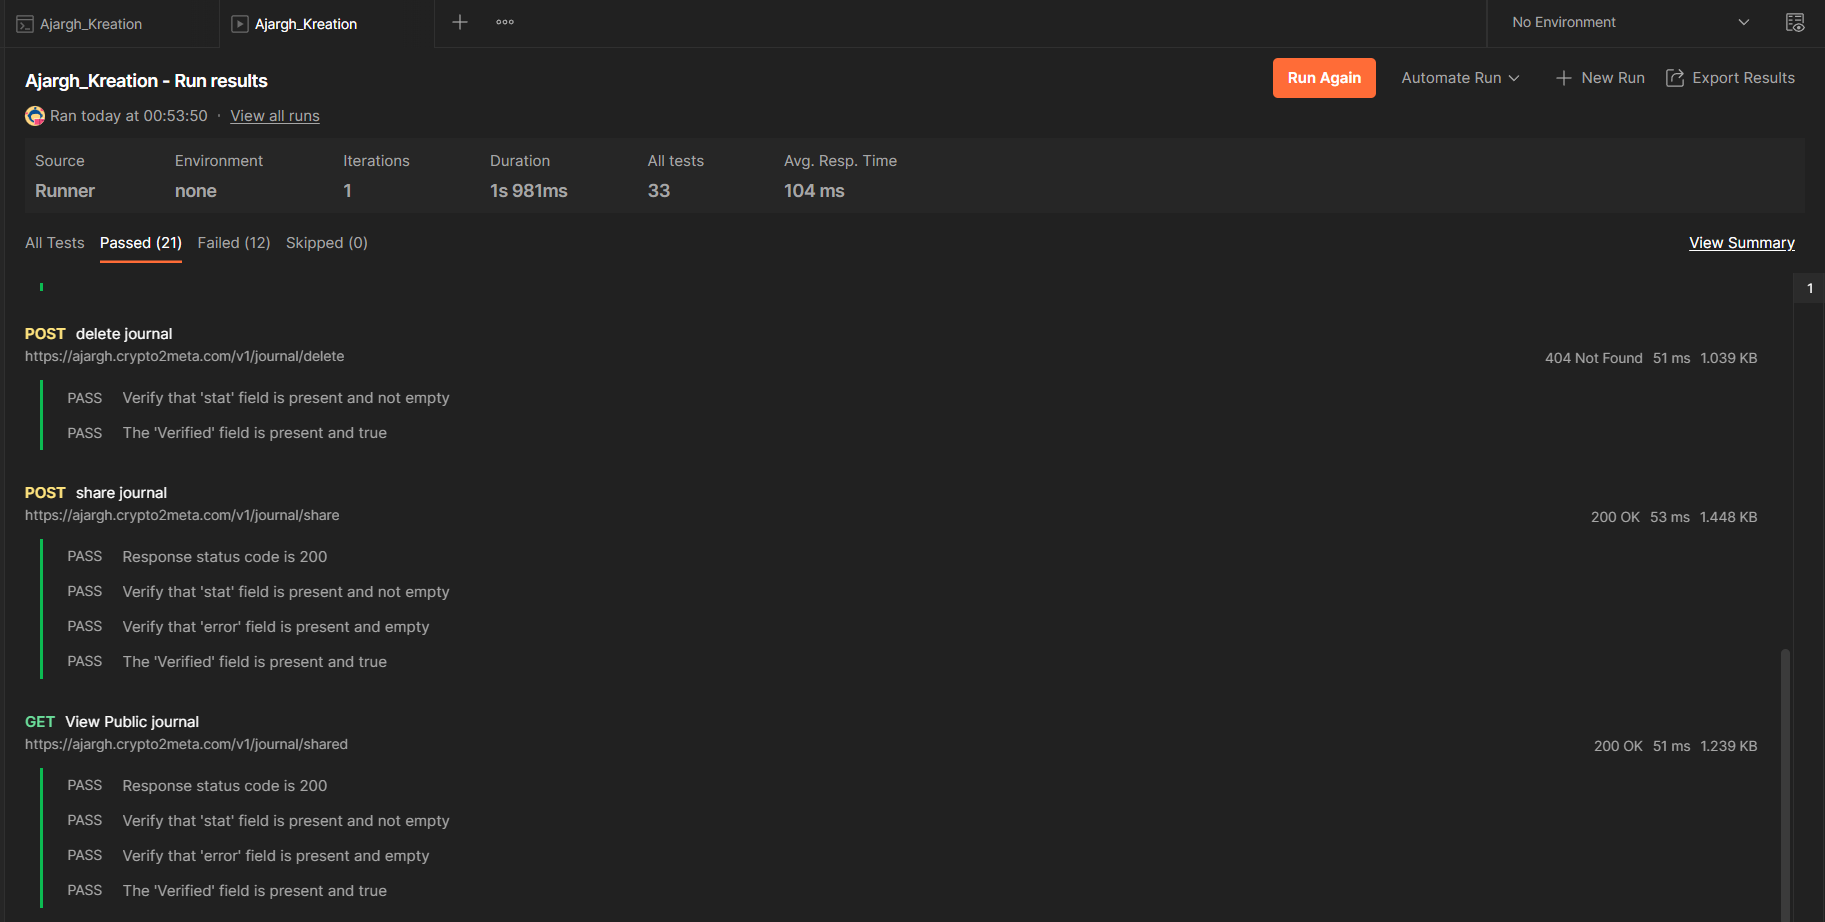 Ajargh_Kreation
Ajargh_Kreation
No Environment
Ajargh_Kreation - Run results
Run Again
Automate Run
New Run
Export Results
Ran today at 00:53:50 · View all runs
Source Environment Iterations Duration All tests Avg. Resp. Time
Runner none 1 1s 981ms 33 104 ms
All Tests Passed (21) Failed (12) Skipped (0) View Summary
1
POST delete journal
https://ajargh.crypto2meta.com/v1/journal/delete 404 Not Found 51 ms 1.039 KB
PASS Verify that 'stat' field is present and not empty
PASS The 'Verified' field is present and true
POST share journal
https://ajargh.crypto2meta.com/v1/journal/share 200 OK 53 ms 1.448 KB
PASS Response status code is 200
PASS Verify that 'stat' field is present and not empty
PASS Verify that 'error' field is present and empty
PASS The 'Verified' field is present and true
GET View Public journal
https://ajargh.crypto2meta.com/v1/journal/shared 200 OK 51 ms 1.239 KB
PASS Response status code is 200
PASS Verify that 'stat' field is present and not empty
PASS Verify that 'error' field is present and empty
PASS The 'Verified' field is present and true